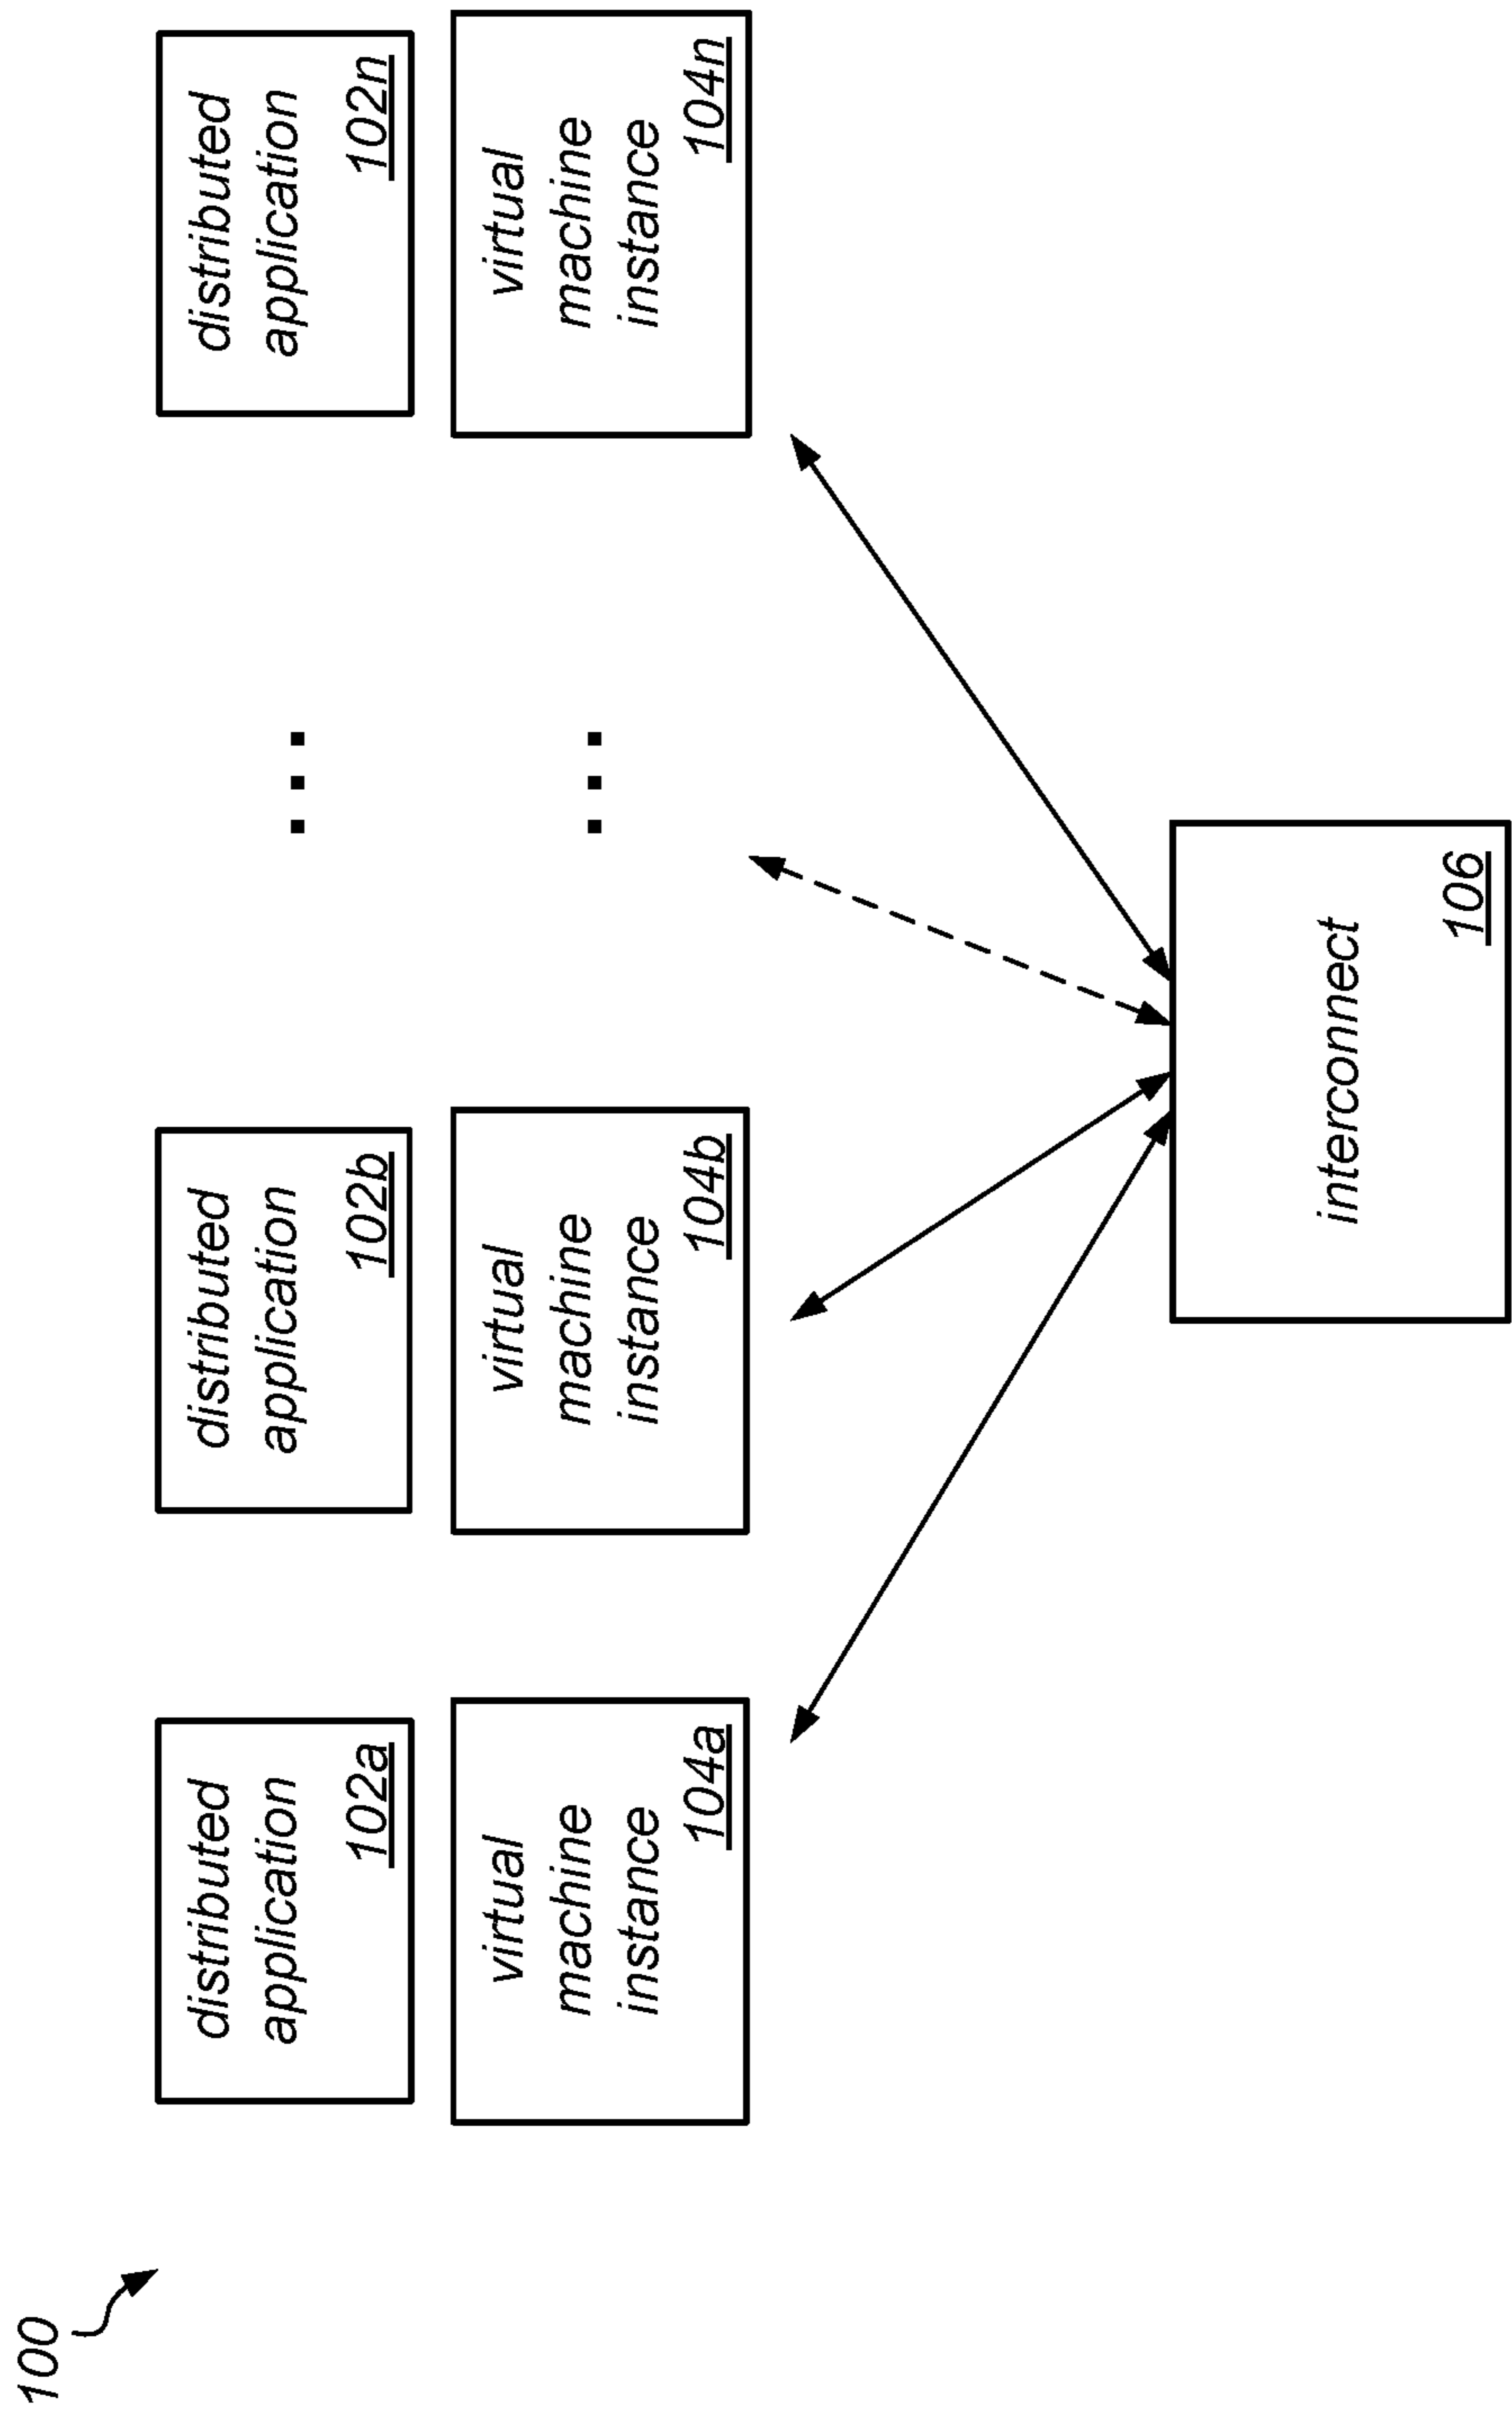 100
distributed
application
102a
distributed
application
102b
distributed
application
102n
virtual
machine
instance
104a
virtual
machine
instance
104b
virtual
machine
instance
104n
interconnect
106